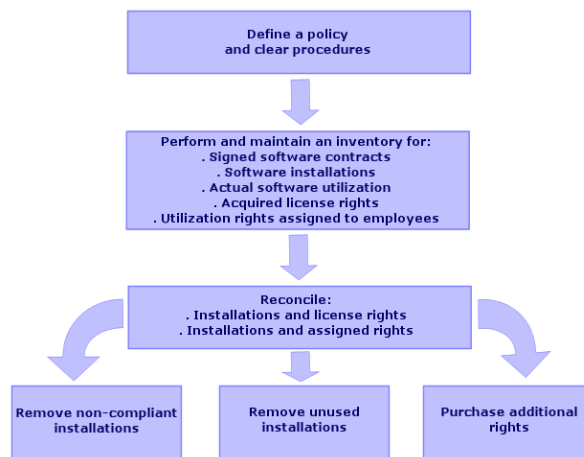 Define a policy
and clear procedures
Perform and maintain an inventory for:
. Signed software contracts
. Software installations
. Actual software utilization
. Acquired license rights
. Utilization rights assigned to employees
Reconcile:
. Installations and license rights
. Installations and assigned rights
Remove non-compliant
installations
Remove unused
installations
Purchase additional
rights